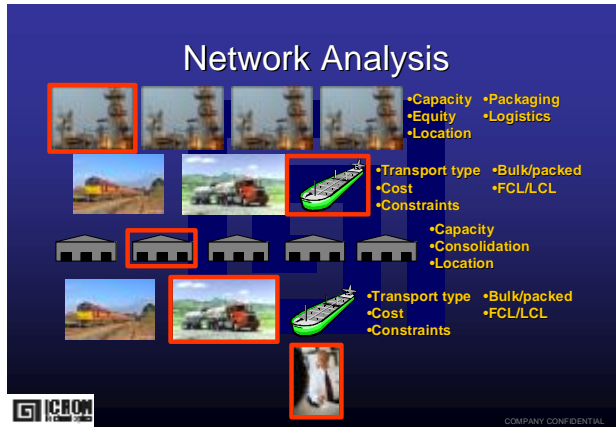 Network Analysis
•Capacity •Packaging
•Equity •Logistics
•Location
•Transport type •Bulk/packed
•Cost •FCL/LCL
•Constraints
•Capacity
•Consolidation
•Location
•Transport type •Bulk/packed
•Cost •FCL/LCL
•Constraints
COMPANY CONFIDENTIAL